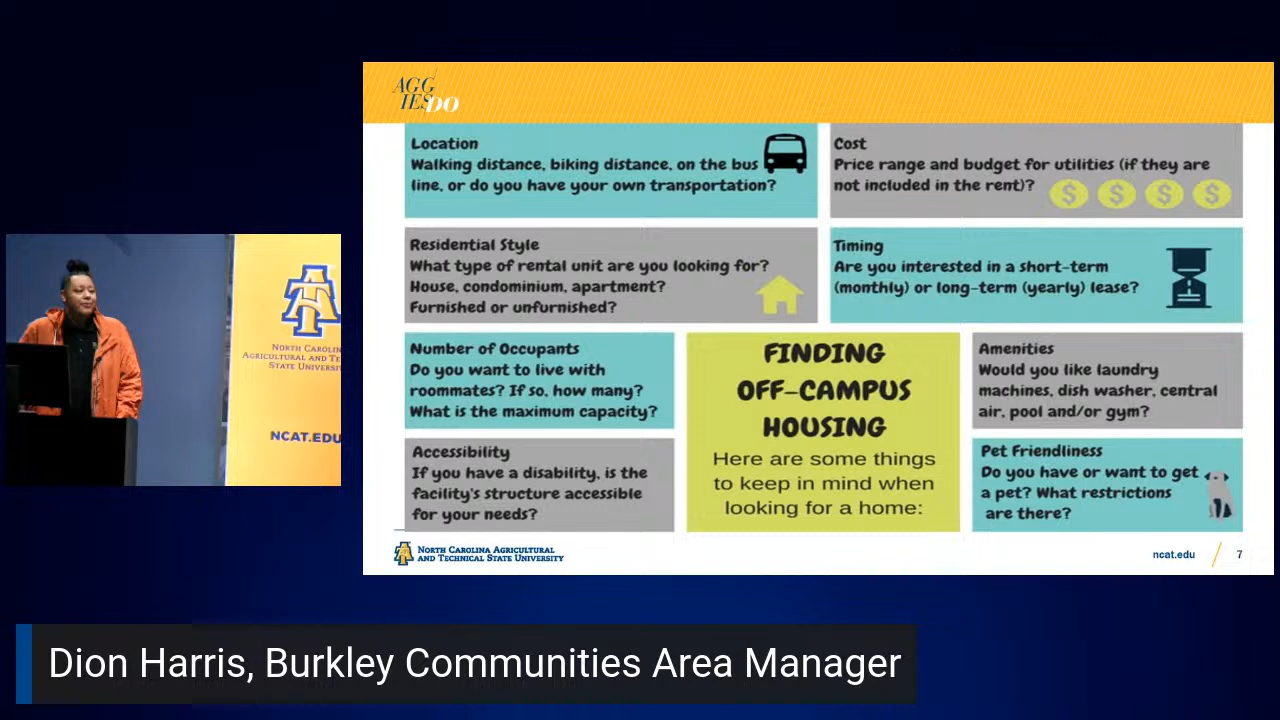 AGG
IES DO
Location
Walking distance, biking distance, on the bus
line, or do you have your own transportation?
Cost
Price range and budget for utilities (if they are
not included in the rent)?
$ $ $ $
Residential Style
What type of rental unit are you looking for?
House, condominium, apartment?
Furnished or unfurnished?
Timing
Are you interested in a short-term
(monthly) or long-term (yearly) lease?
Number of Occupants
Do you want to live with
roommates? If so, how many?
What is the maximum capacity?
FINDING
OFF-CAMPUS
HOUSING
Here are some things
to keep in mind when
looking for a home:
Amenities
Would you like laundry
machines, dish washer, central
air, pool and/or gym?
Accessibility
If you have a disability, is the
facility's structure accessible
for your needs?
Pet Friendliness
Do you have or want to get
a pet? What restrictions
are there?
NORTH CAROLINA AGRICULTURAL
AND TECHNICAL STATE UNIVERSITY
ncat.edu
7
A T
NORTH CAROLIN
AGRICULTURAL AND TE
STATE UNIVERSI
NCAT.EDU
Dion Harris, Burkley Communities Area Manager